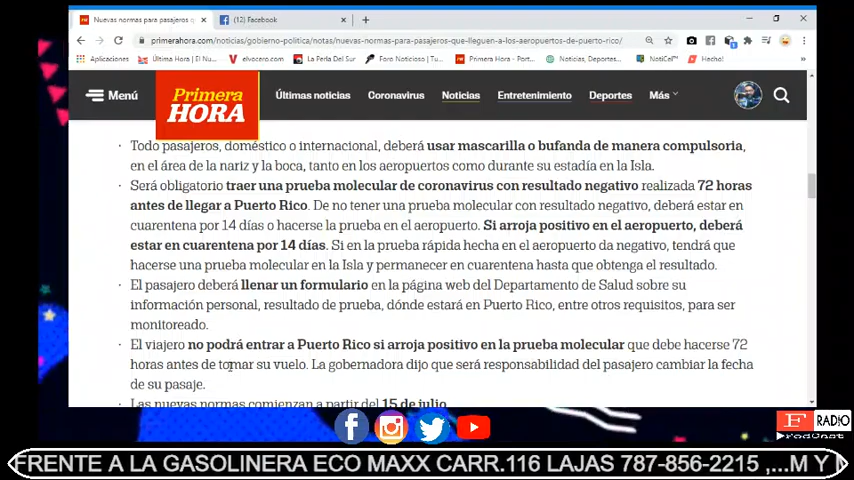 Nuevas normas para pasajeros q
(12) Facebook
primerahora.com/noticias/gobierno-politica/notas/nuevas-normas-para-pasajeros-que-lleguen-a-los-aeropuertos-de-puerto-rico/
Aplicaciones
Última Hora | El Nu...
elvocero.com
La Perla Del Sur
Foro Noticioso | Tu...
Primera Hora - Port...
Noticias, Deportes...
NotiCel™
Hecho!
Menú
Primera
HORA
Últimas noticias
Coronavirus
Noticias
Entretenimiento
Deportes
Más
· Todo pasajeros, doméstico o internacional, deberá usar mascarilla o bufanda de manera compulsoria,
en el área de la nariz y la boca, tanto en los aeropuertos como durante su estadía en la Isla.
· Será obligatorio traer una prueba molecular de coronavirus con resultado negativo realizada 72 horas
antes de llegar a Puerto Rico. De no tener una prueba molecular con resultado negativo, deberá estar en
cuarentena por 14 días o hacerse la prueba en el aeropuerto. Si arroja positivo en el aeropuerto, deberá
estar en cuarentena por 14 días. Si en la prueba rápida hecha en el aeropuerto da negativo, tendrá que
hacerse una prueba molecular en la Isla y permanecer en cuarentena hasta que obtenga el resultado.
· El pasajero deberá llenar un formulario en la página web del Departamento de Salud sobre su
información personal, resultado de prueba, dónde estará en Puerto Rico, entre otros requisitos, para ser
monitoreado.
· El viajero no podrá entrar a Puerto Rico si arroja positivo en la prueba molecular que debe hacerse 72
horas antes de tomar su vuelo. La gobernadora dijo que será responsabilidad del pasajero cambiar la fecha
de su pasaje.
· Las nuevas normas comienzan a partir del 15 de julio
F RADIO
ProdCast
FRENTE A LA GASOLINERA ECO MAXX CARR.116 LAJAS 787-856-2215 ,...M Y